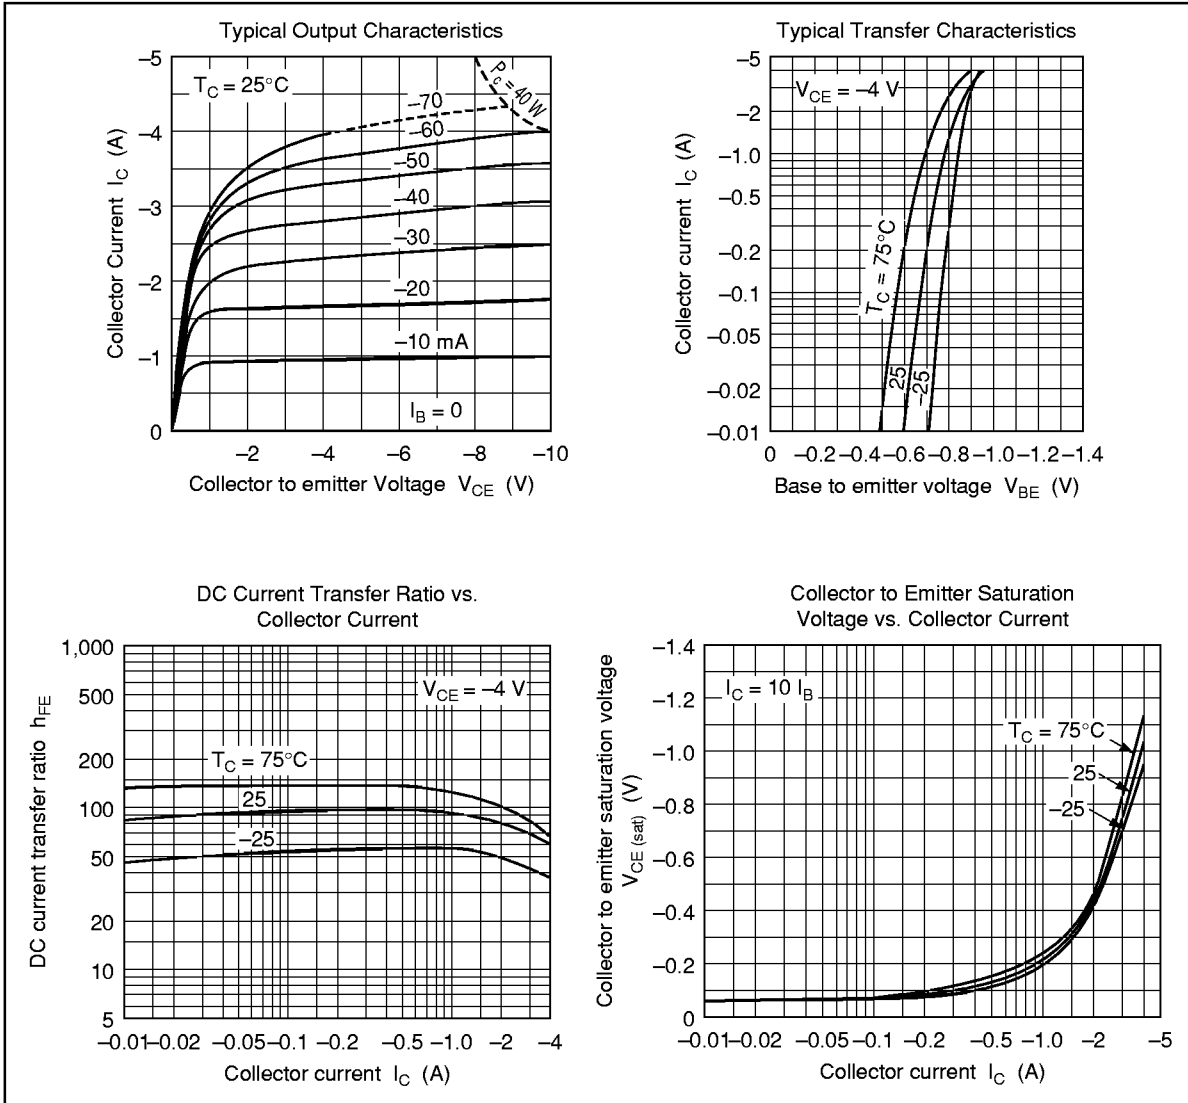 Typical Output Characteristics
Collector Current I_C (A)
–5
–4
–3
–2
–1
0
T_C = 25°C
P_c = 40 W
–70
–60
–50
–40
–30
–20
–10 mA
I_B = 0
–2 –4 –6 –8 –10
Collector to emitter Voltage V_CE (V)
Typical Transfer Characteristics
Collector current I_C (A)
–5
–2
–1.0
–0.5
–0.2
–0.1
–0.05
–0.02
–0.01
V_CE = –4 V
T_C = 75°C
25
–25
0 –0.2 –0.4 –0.6 –0.8 –1.0 –1.2 –1.4
Base to emitter voltage V_BE (V)
DC Current Transfer Ratio vs.
Collector Current
DC current transfer ratio h_FE
1,000
500
200
100
50
20
10
5
V_CE = –4 V
T_C = 75°C
25
–25
–0.01 –0.02 –0.05 –0.1 –0.2 –0.5 –1.0 –2 –4
Collector current I_C (A)
Collector to Emitter Saturation
Voltage vs. Collector Current
Collector to emitter saturation voltage
V_CE (sat) (V)
–1.4
–1.2
–1.0
–0.8
–0.6
–0.4
–0.2
0
I_C = 10 I_B
T_C = 75°C
25
–25
–0.01 –0.02 –0.05 –0.1 –0.2 –0.5 –1.0 –2 –5
Collector current I_C (A)